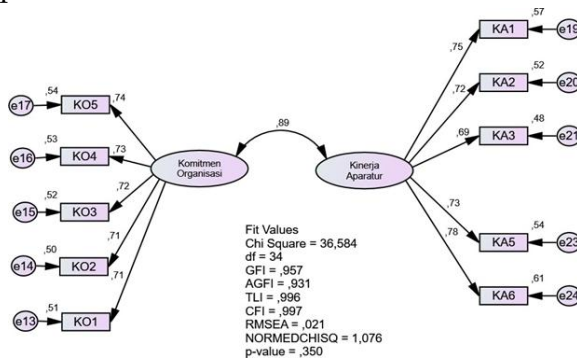 ,57
KA1
e19
,75
,52
KA2
e20
,72
,48
KA3
e21
,69
,54
e17
KO5
,74
,53
e16
KO4
,73
,52
e15
KO3
,72
,50
e14
KO2
,71
,51
e13
KO1
,71
Komitmen
Organisasi
,89
Kinerja
Aparatur
,73
,54
KA5
e23
,78
,61
KA6
e24
Fit Values
Chi Square = 36,584
df = 34
GFI = ,957
AGFI = ,931
TLI = ,996
CFI = ,997
RMSEA = ,021
NORMEDCHISQ = 1,076
p-value = ,350